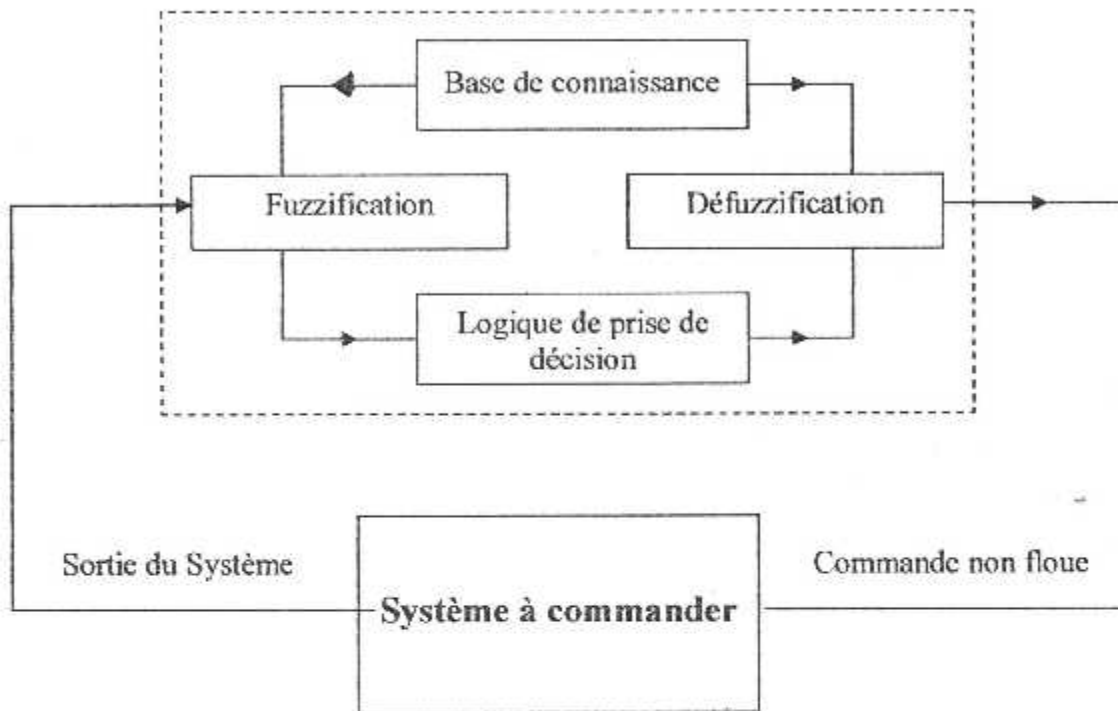 Base de connaissance
Fuzzification
Défuzzification
Logique de prise de
décision
Sortie du Système
Commande non floue
Système à commander